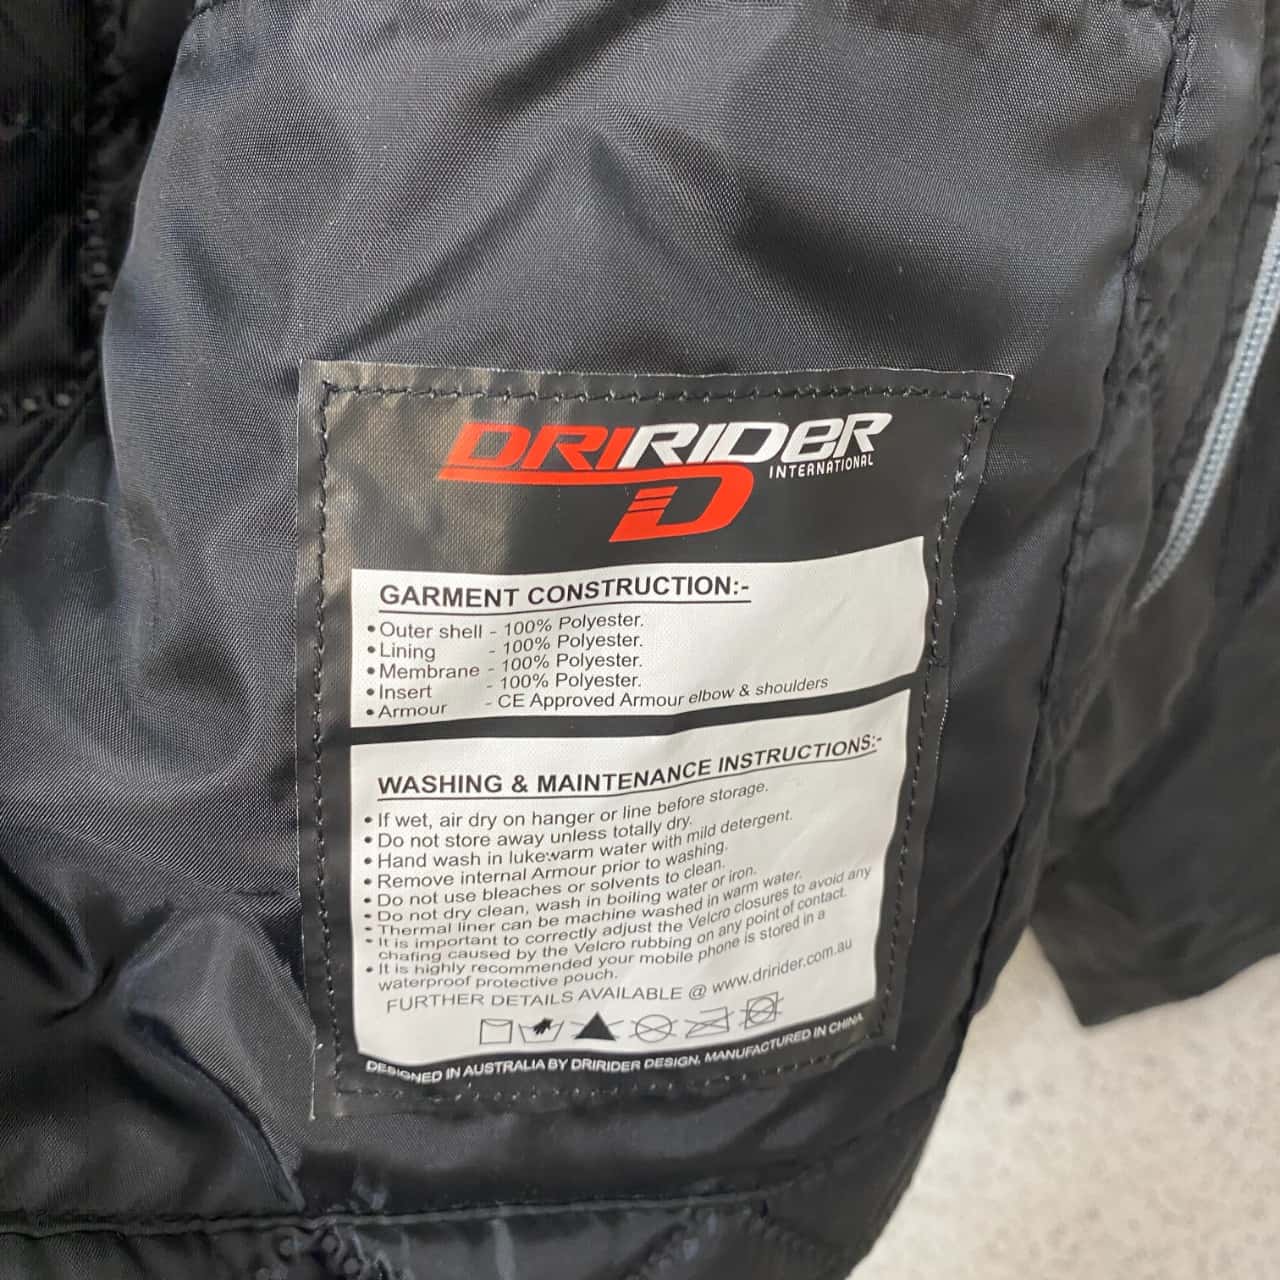 DRIRIDER
INTERNATIONAL
D
GARMENT CONSTRUCTION:-
• Outer shell - 100% Polyester.
• Lining - 100% Polyester.
• Membrane - 100% Polyester.
• Insert - 100% Polyester.
• Armour - CE Approved Armour elbow & shoulders
WASHING & MAINTENANCE INSTRUCTIONS:-
• If wet, air dry on hanger or line before storage.
• Do not store away unless totally dry.
• Hand wash in lukewarm water with mild detergent.
• Remove internal Armour prior to washing.
• Do not use bleaches or solvents to clean.
• Do not dry clean, wash in boiling water or iron.
• Thermal liner can be machine washed in warm water.
• It is important to correctly adjust the Velcro closures to avoid any
chafing caused by the Velcro rubbing on any point of contact.
• It is highly recommended your mobile phone is stored in a
waterproof protective pouch.
FURTHER DETAILS AVAILABLE @ www.dririder.com.au
DESIGNED IN AUSTRALIA BY DRIRIDER DESIGN. MANUFACTURED IN CHINA